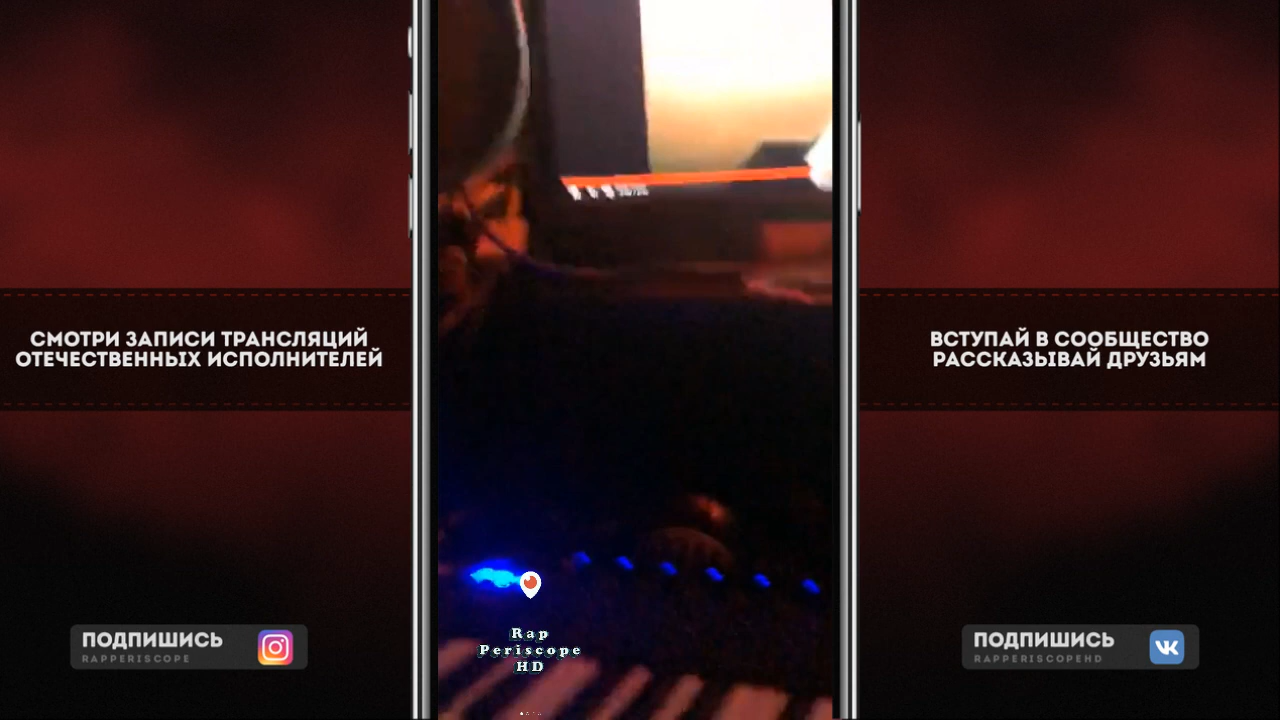 СМОТРИ ЗАПИСИ ТРАНСЛЯЦИЙ
ОТЕЧЕСТВЕННЫХ ИСПОЛНИТЕЛЕЙ
ВСТУПАЙ В СООБЩЕСТВО
РАССКАЗЫВАЙ ДРУЗЬЯМ
Rap
Periscope
HD
ПОДПИШИСЬ
RAPPERISCOPE
ПОДПИШИСЬ
RAPPERISCOPEHD